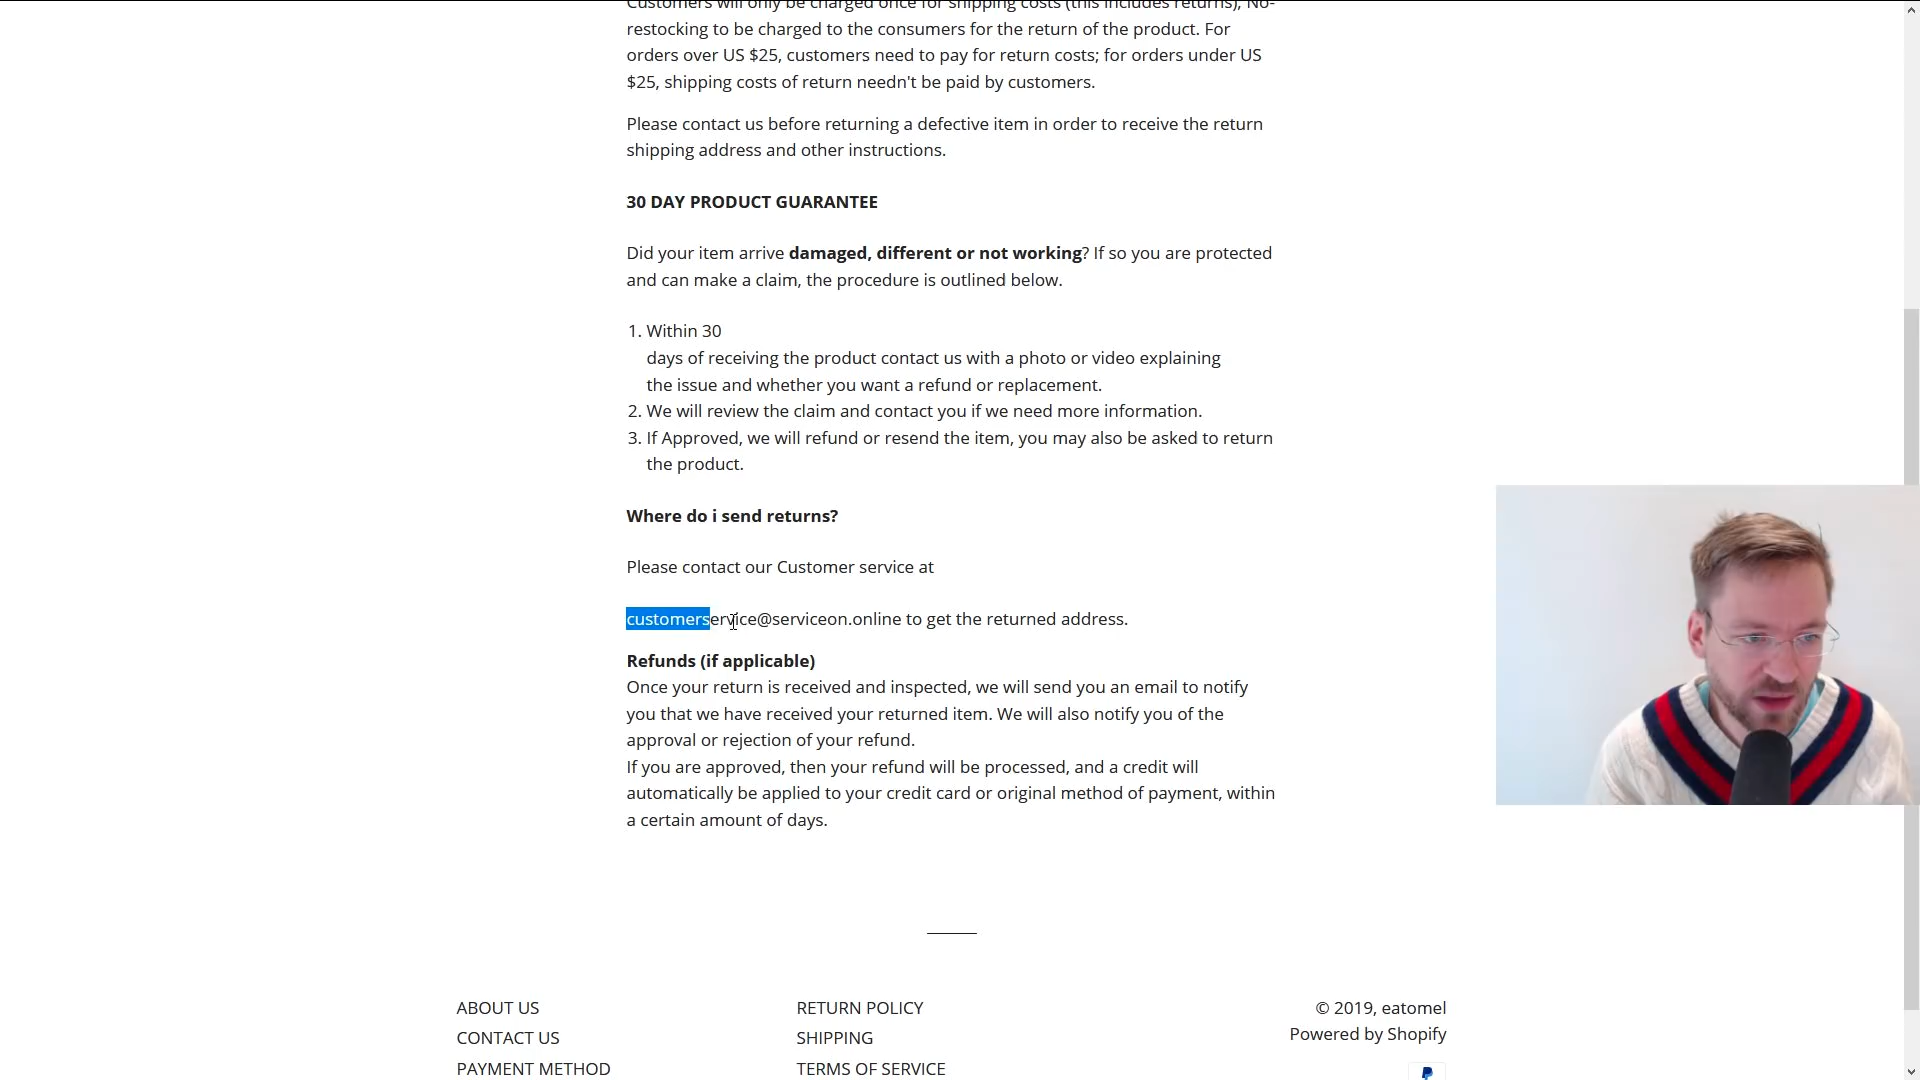 Customers will only be charged once for shipping costs (this includes returns), No-
restocking to be charged to the consumers for the return of the product. For
orders over US $25, customers need to pay for return costs; for orders under US
$25, shipping costs of return needn't be paid by customers.
Please contact us before returning a defective item in order to receive the return
shipping address and other instructions.
30 DAY PRODUCT GUARANTEE
Did your item arrive damaged, different or not working? If so you are protected
and can make a claim, the procedure is outlined below.
1. Within 30
days of receiving the product contact us with a photo or video explaining
the issue and whether you want a refund or replacement.
2. We will review the claim and contact you if we need more information.
3. If Approved, we will refund or resend the item, you may also be asked to return
the product.
Where do i send returns?
Please contact our Customer service at
customerservice@serviceon.online to get the returned address.
Refunds (if applicable)
Once your return is received and inspected, we will send you an email to notify
you that we have received your returned item. We will also notify you of the
approval or rejection of your refund.
If you are approved, then your refund will be processed, and a credit will
automatically be applied to your credit card or original method of payment, within
a certain amount of days.
ABOUT US
CONTACT US
PAYMENT METHOD
RETURN POLICY
SHIPPING
TERMS OF SERVICE
© 2019, eatomel
Powered by Shopify